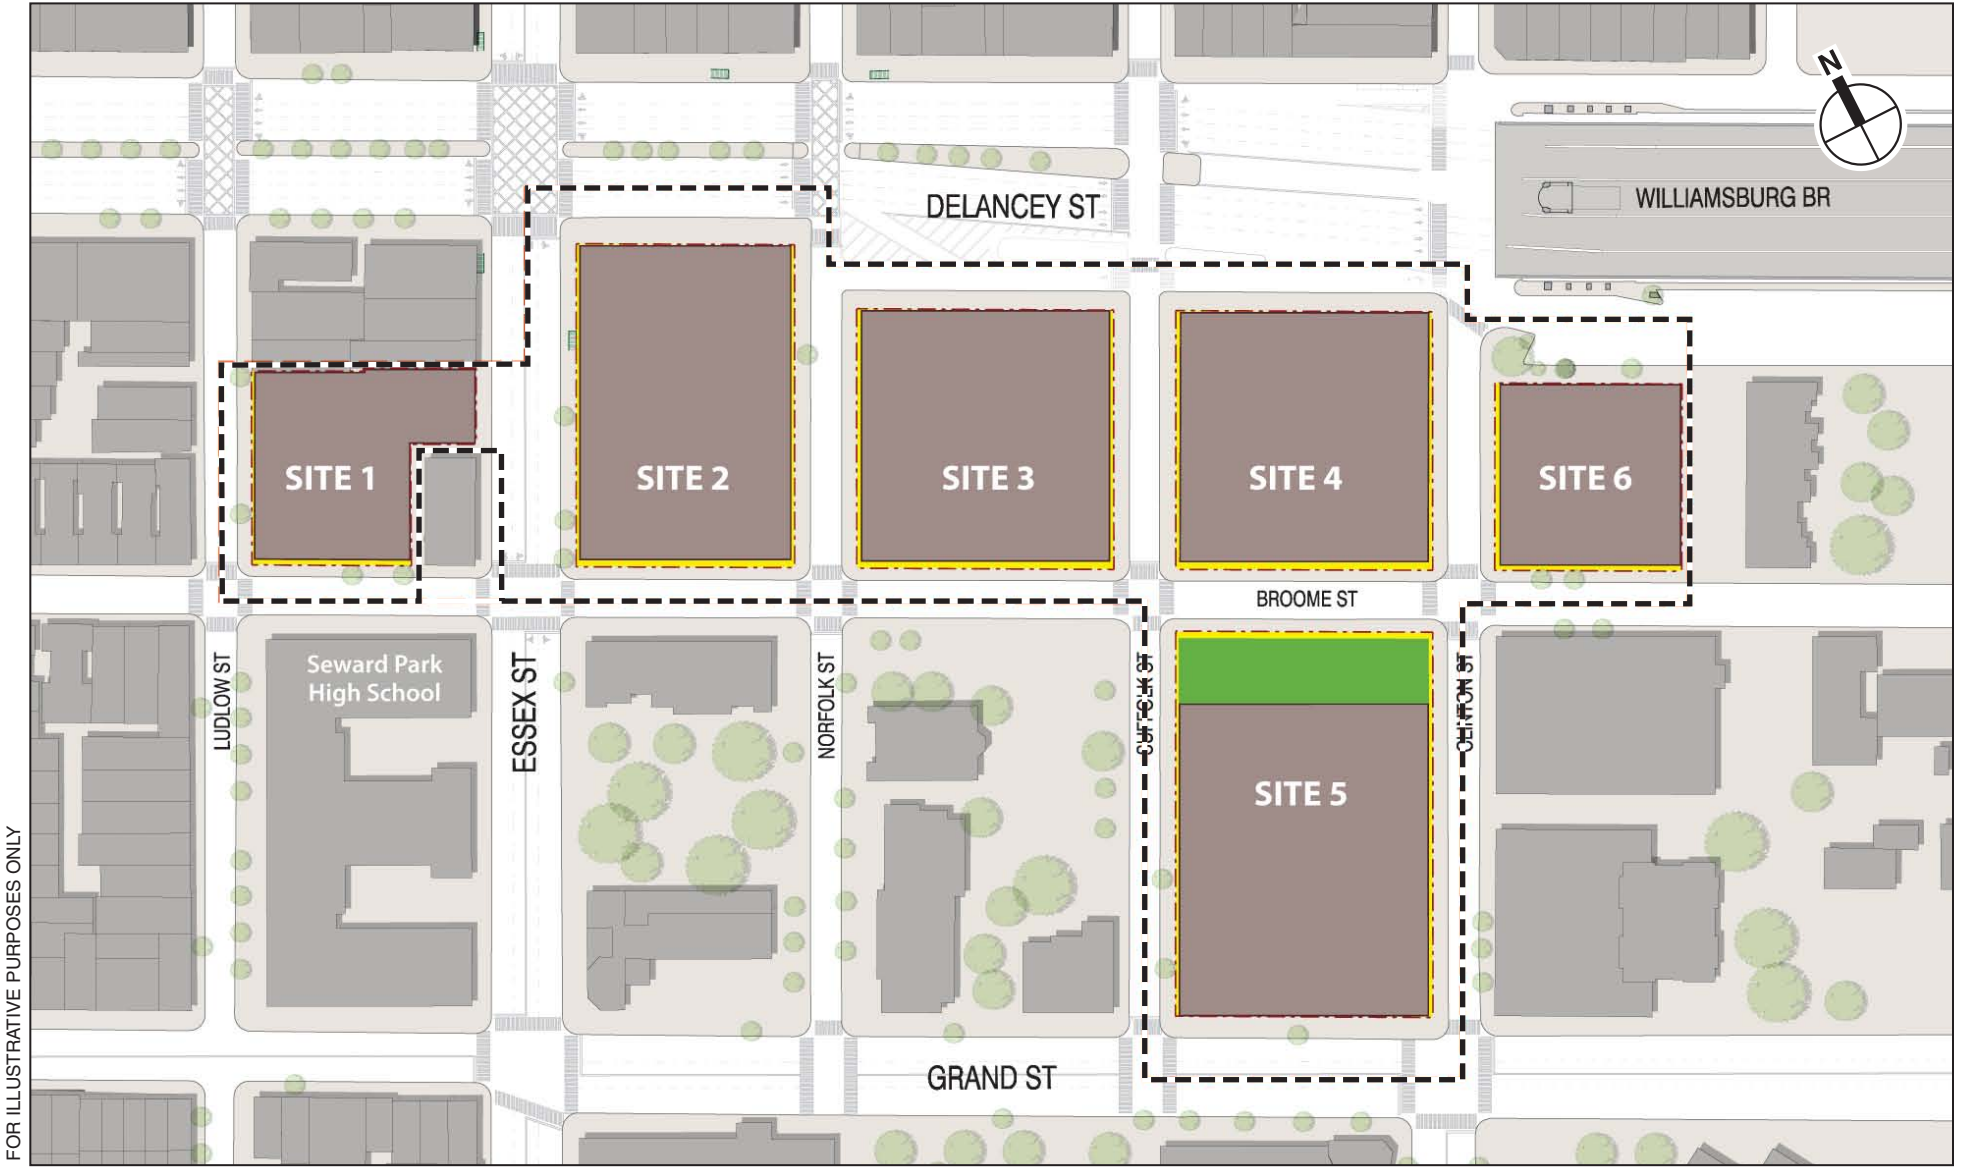 N
DELANCEY ST
WILLIAMSBURG BR
SITE 1
SITE 2
SITE 3
SITE 4
SITE 6
BROOME ST
Seward Park
High School
LUDLOW ST
ESSEX ST
NORFOLK ST
SUFFOLK ST
CLINTON ST
SITE 5
GRAND ST
FOR ILLUSTRATIVE PURPOSES ONLY